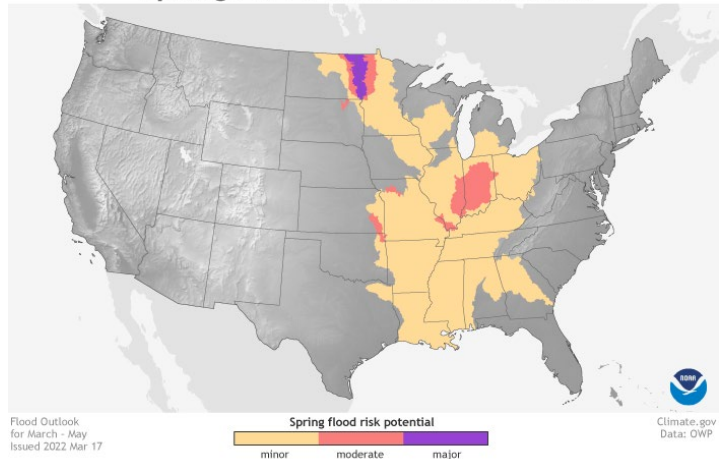 NOAA
Flood Outlook
for March - May
Issued 2022 Mar 17
Spring flood risk potential
minor moderate major
Climate.gov
Data: OWP